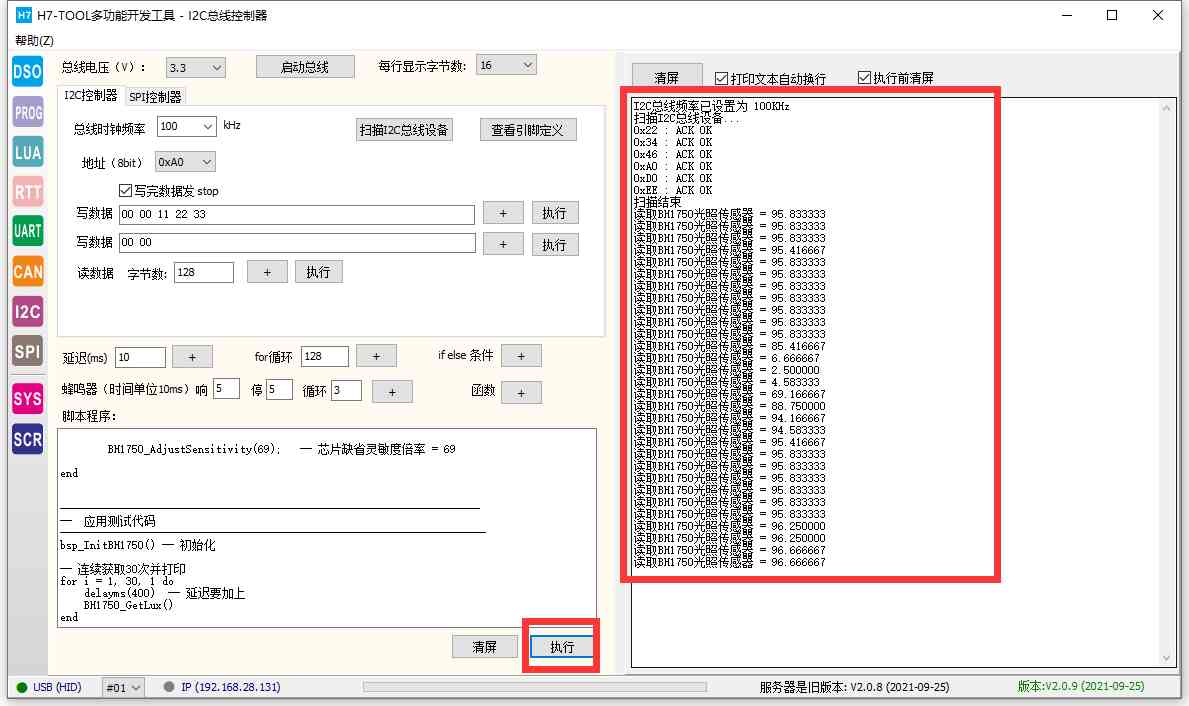 H7 H7-TOOL多功能开发工具 - I2C总线控制器
帮助(Z)
DSO
PROG
LUA
RTT
UART
CAN
I2C
SPI
SYS
SCR
总线电压（V）: 3.3 启动总线 每行显示字节数: 16
I2C控制器 SPI控制器
总线时钟频率 100 kHz 扫描I2C总线设备 查看引脚定义
地址（8bit） 0xA0
写完数据发 stop
写数据 00 00 11 22 33 + 执行
写数据 00 00 + 执行
读数据 字节数: 128 + 执行
延迟(ms) 10 + for循环 128 + if else 条件 +
蜂鸣器（时间单位10ms）响 5 停 5 循环 3 + 函数 +
脚本程序:
BH1750_AdjustSensitivity(69); — 芯片缺省灵敏度倍率 = 69
end
— 应用测试代码
bsp_InitBH1750() — 初始化
— 连续获取30次并打印
for i = 1, 30, 1 do
delayms(400) — 延迟要加上
BH1750_GetLux()
end
清屏 执行
清屏 打印文本自动换行 执行前清屏
I2C总线频率已设置为 100KHz
扫描I2C总线设备...
0x22 : ACK OK
0x34 : ACK OK
0x46 : ACK OK
0xA0 : ACK OK
0xD0 : ACK OK
0xEE : ACK OK
扫描结束
读取BH1750光照传感器 = 95.833333
读取BH1750光照传感器 = 95.833333
读取BH1750光照传感器 = 95.833333
读取BH1750光照传感器 = 95.416667
读取BH1750光照传感器 = 95.833333
读取BH1750光照传感器 = 95.833333
读取BH1750光照传感器 = 95.833333
读取BH1750光照传感器 = 95.833333
读取BH1750光照传感器 = 95.833333
读取BH1750光照传感器 = 95.833333
读取BH1750光照传感器 = 95.833333
读取BH1750光照传感器 = 85.416667
读取BH1750光照传感器 = 6.666667
读取BH1750光照传感器 = 2.500000
读取BH1750光照传感器 = 4.583333
读取BH1750光照传感器 = 69.166667
读取BH1750光照传感器 = 88.750000
读取BH1750光照传感器 = 94.166667
读取BH1750光照传感器 = 94.583333
读取BH1750光照传感器 = 95.416667
读取BH1750光照传感器 = 95.833333
读取BH1750光照传感器 = 95.833333
读取BH1750光照传感器 = 95.833333
读取BH1750光照传感器 = 95.833333
读取BH1750光照传感器 = 95.833333
读取BH1750光照传感器 = 95.833333
读取BH1750光照传感器 = 96.250000
读取BH1750光照传感器 = 96.250000
读取BH1750光照传感器 = 96.666667
读取BH1750光照传感器 = 96.666667
USB (HID) #01 IP (192.168.28.131) 服务器是旧版本: V2.0.8 (2021-09-25) 版本:V2.0.9 (2021-09-25)